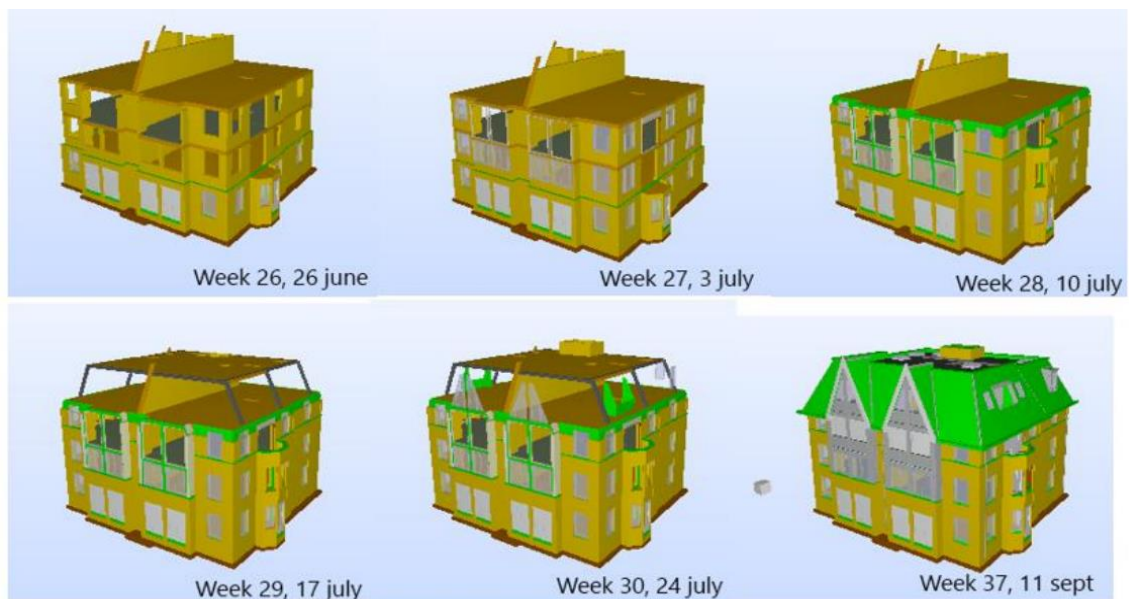 Week 26, 26 june
Week 27, 3 july
Week 28, 10 july
Week 29, 17 july
Week 30, 24 july
Week 37, 11 sept